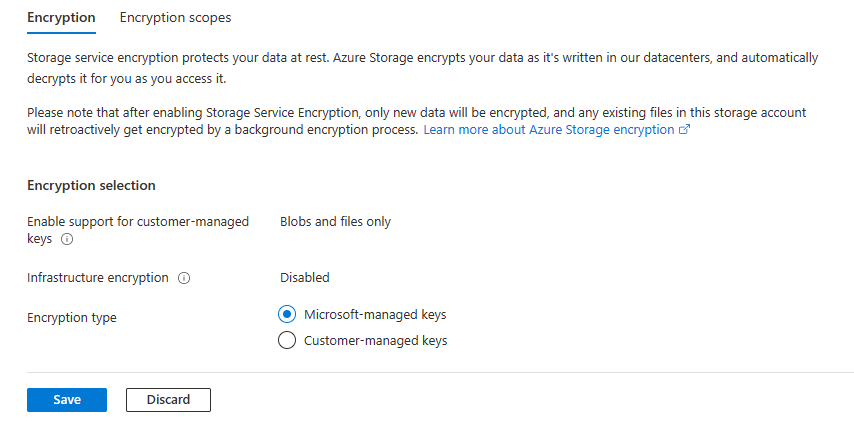 Encryption Encryption scopes
Storage service encryption protects your data at rest. Azure Storage encrypts your data as it's written in our datacenters, and automatically
decrypts it for you as you access it.
Please note that after enabling Storage Service Encryption, only new data will be encrypted, and any existing files in this storage account
will retroactively get encrypted by a background encryption process. Learn more about Azure Storage encryption
Encryption selection
Enable support for customer-managed Blobs and files only
keys
Infrastructure encryption Disabled
Encryption type Microsoft-managed keys
Customer-managed keys
Save Discard